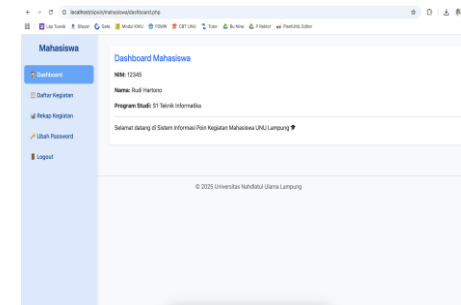 localhost/sipoin/mahasiswa/dashboard.php
Mahasiswa
Dashboard
Daftar Kegiatan
Rekap Kegiatan
Ubah Password
Logout
Dashboard Mahasiswa
NIM: 12345
Nama: Rudi Hartono
Program Studi: S1 Teknik Informatika
Selamat datang di Sistem Informasi Poin Kegiatan Mahasiswa UNU Lampung
© 2025 Universitas Nahdlatul Ulama Lampung